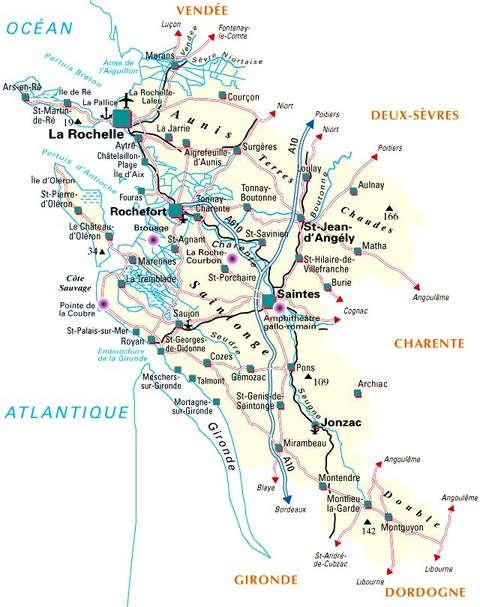 VENDÉE
OCÉAN
Luçon
Fontenay-
le-Comte
Vendée
Sèvre Niortaise
Anse de
l'Aiguillon
Marans
Pertuis Breton
Ars-en-Ré
Île de Ré
La Pallice
La Rochelle-
Laleu
Courçon
St-Martin-
de-Ré
19
La Rochelle
Aunis
Niort
Poitiers
DEUX-SÈVRES
A10
Niort
Poitiers
La Jarrie
Aytré
Aigrefeuille-
d'Aunis
Surgères
Châtelaillon-
Plage
Pertuis d'Antioche
Île d'Aix
Terres
Loulay
Boutonne
Île d'Oléron
St-Pierre-
d'Oléron
Fouras
Tonnay-
Charente
Tonnay-
Boutonne
Aulnay
Rochefort
Chaudes
166
St-Jean-
d'Angély
Le Château-
d'Oléron
Brouage
A610
St-Savinien
St-Agnant
Charente
Matha
34
Marennes
La Roche-
Courbon
St-Hilaire-de-
Villefranche
Côte
Sauvage
La Tremblade
St-Porchaire
Burie
Angoulême
Saintes
Saintonge
Pointe de
la Coubre
Cognac
Amphithéâtre
gallo-romain
Saujon
St-Palais-sur-Mer
Royan
St-Georges-
de-Didonne
Seudre
CHARENTE
Embouchure
de la Gironde
Cozes
Meschers-
sur-Gironde
Talmont
Gémozac
Pons
109
Archiac
Mortagne-
sur-Gironde
St-Genis-de-
Saintonge
Seugne
ATLANTIQUE
Jonzac
Gironde
Mirambeau
A10
Angoulême
Blaye
Montendre
Bordeaux
Montlieu-
la-Garde
Double
Angoulême
142
Montguyon
St-André-
de-Cubzac
Libourne
Libourne
GIRONDE
DORDOGNE